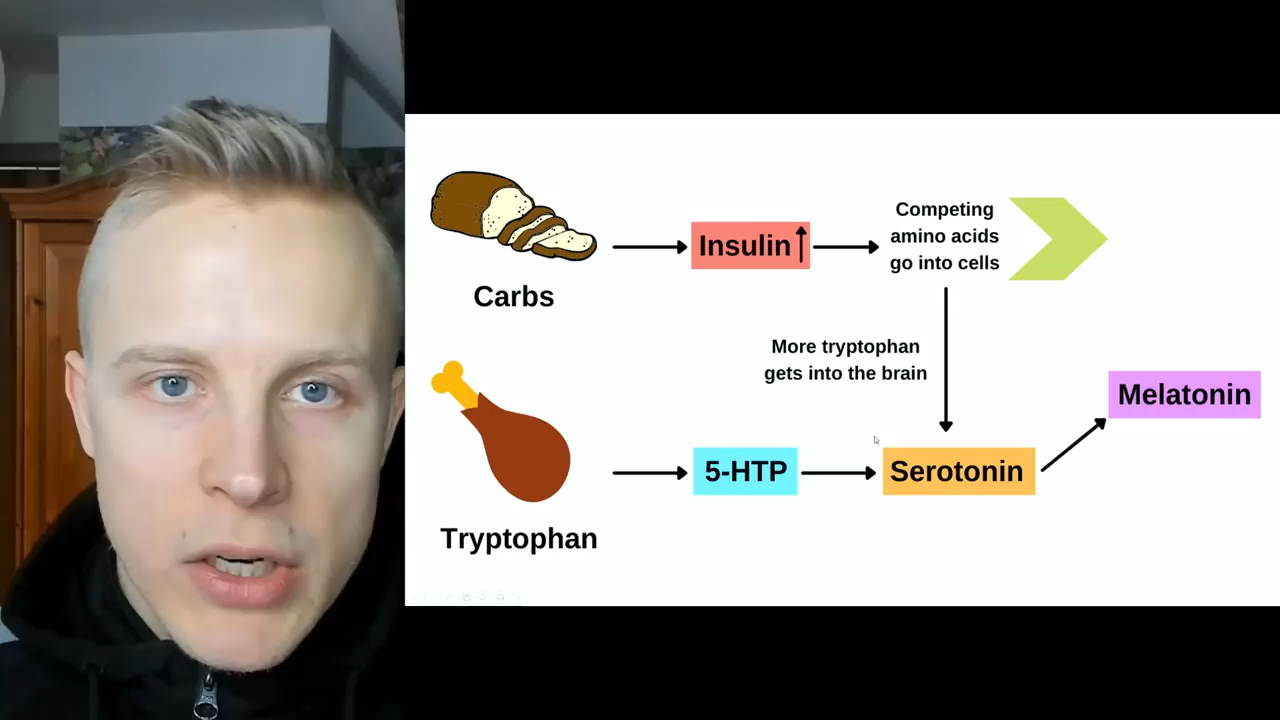 Carbs
Insulin
Competing
amino acids
go into cells
More tryptophan
gets into the brain
Tryptophan
5-HTP
Serotonin
Melatonin